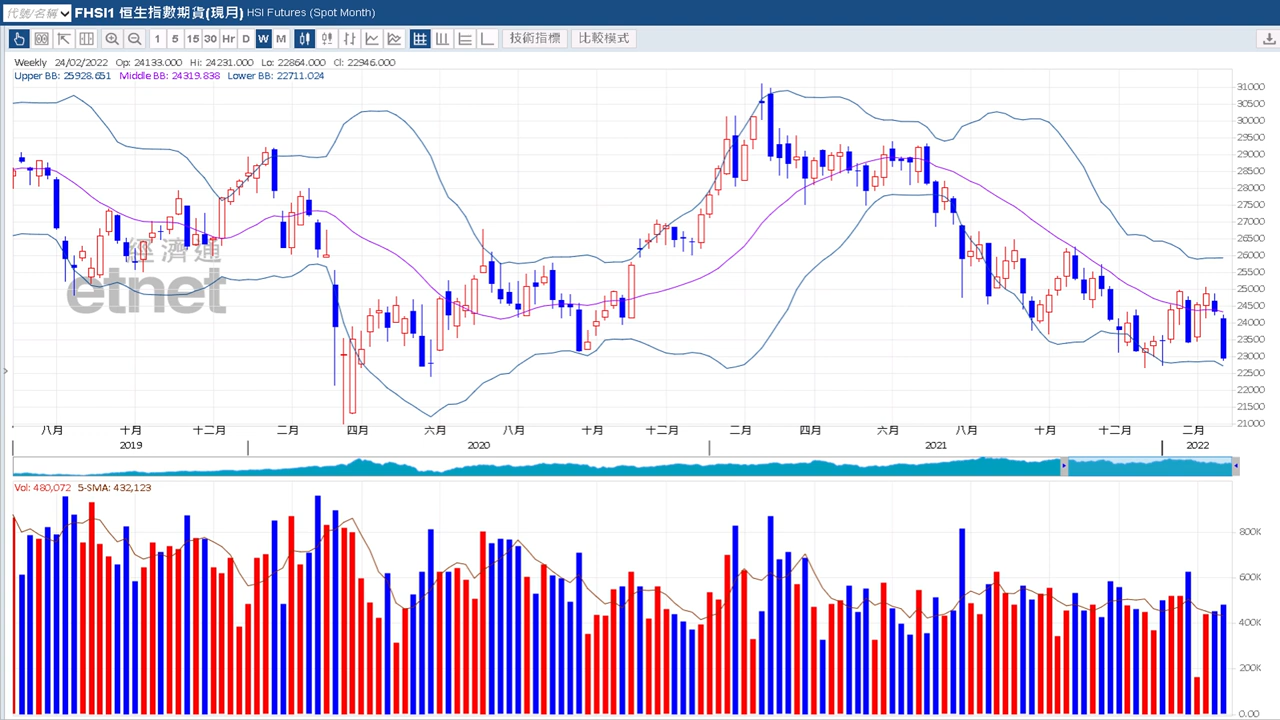 代號/名稱 FHSI1 恒生指數期貨(現月) HSI Futures (Spot Month)
1 5 15 30 Hr D W M 技術指標 比較模式
Weekly 24/02/2022 Op: 24133.000 Hi: 24231.000 Lo: 22864.000 Cl: 22946.000
Upper BB: 25928.651 Middle BB: 24319.838 Lower BB: 22711.024
31000
30500
30000
29500
29000
28500
28000
27500
27000
26500
26000
25500
25000
24500
24000
23500
23000
22500
22000
21500
21000
經濟通
etnet
八月 十月 十二月 二月 四月 六月 八月 十月 十二月 二月 四月 六月 八月 十月 十二月 二月
2019 2020 2021 2022
Vol: 480,072 5-SMA: 432,123
800K
600K
400K
200K
0.00